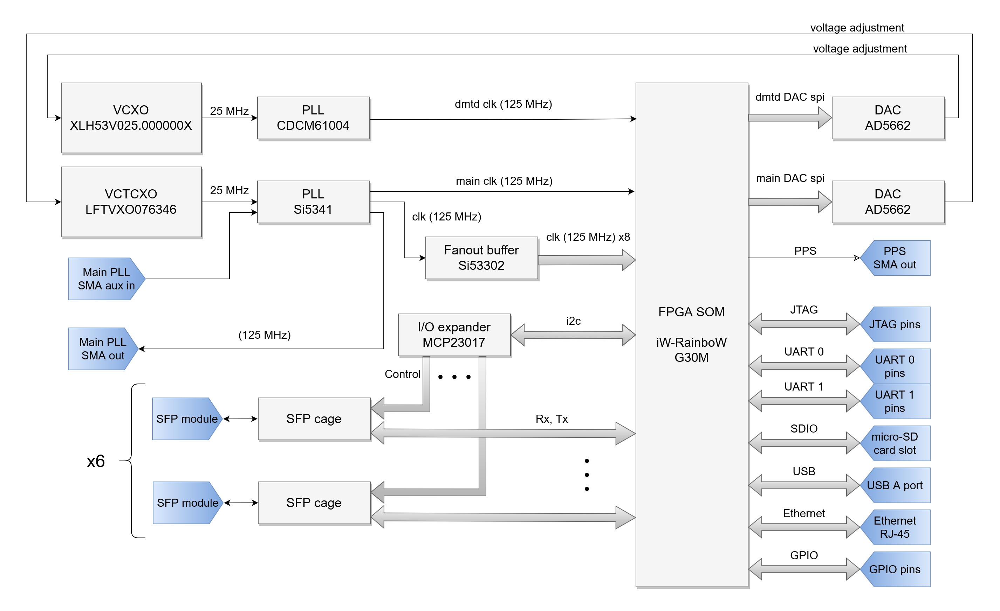 voltage adjustment
voltage adjustment
VCXO
XLH53V025.000000X
25 MHz
PLL
CDCM61004
dmtd clk (125 MHz)
dmtd DAC spi
DAC
AD5662
VCTCXO
LFTVXO076346
25 MHz
PLL
Si5341
main clk (125 MHz)
main DAC spi
DAC
AD5662
clk (125 MHz)
Fanout buffer
Si53302
clk (125 MHz) x8
PPS
PPS
SMA out
Main PLL
SMA aux in
Main PLL
SMA out
(125 MHz)
I/O expander
MCP23017
i2c
FPGA SOM
iW-RainboW
G30M
JTAG
JTAG pins
UART 0
UART 0
pins
UART 1
UART 1
pins
Control
SFP module
SFP cage
Rx, Tx
SDIO
micro-SD
card slot
x6
USB
USB A port
SFP module
SFP cage
Ethernet
Ethernet
RJ-45
GPIO
GPIO pins